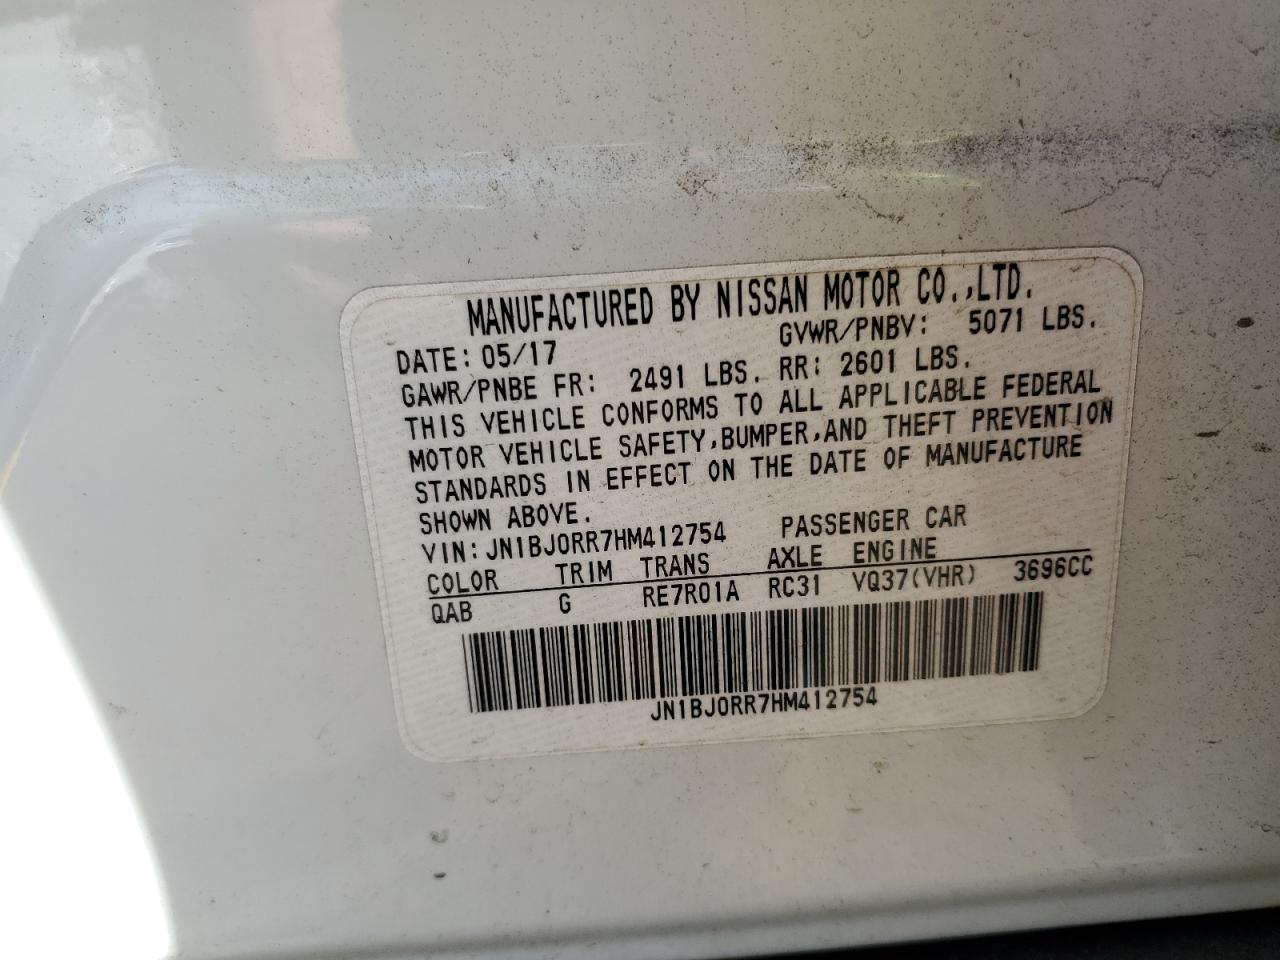 MANUFACTURED BY NISSAN MOTOR CO.,LTD.
DATE: 05/17 GVWR/PNBV: 5071 LBS.
GAWR/PNBE FR: 2491 LBS. RR: 2601 LBS.
THIS VEHICLE CONFORMS TO ALL APPLICABLE FEDERAL
MOTOR VEHICLE SAFETY,BUMPER,AND THEFT PREVENTION
STANDARDS IN EFFECT ON THE DATE OF MANUFACTURE
SHOWN ABOVE.
VIN: JN1BJ0RR7HM412754 PASSENGER CAR
COLOR TRIM TRANS AXLE ENGINE
QAB G RE7R01A RC31 VQ37(VHR) 3696CC
JN1BJ0RR7HM412754